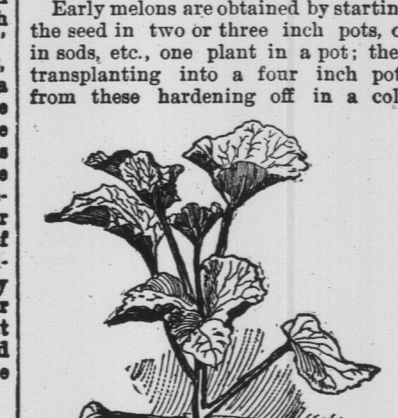 Early melons are obtained by startin
the seed in two or three inch pots, o
in sods, etc., one plant in a pot; the
transplanting into a four inch pot
from these hardening off in a col